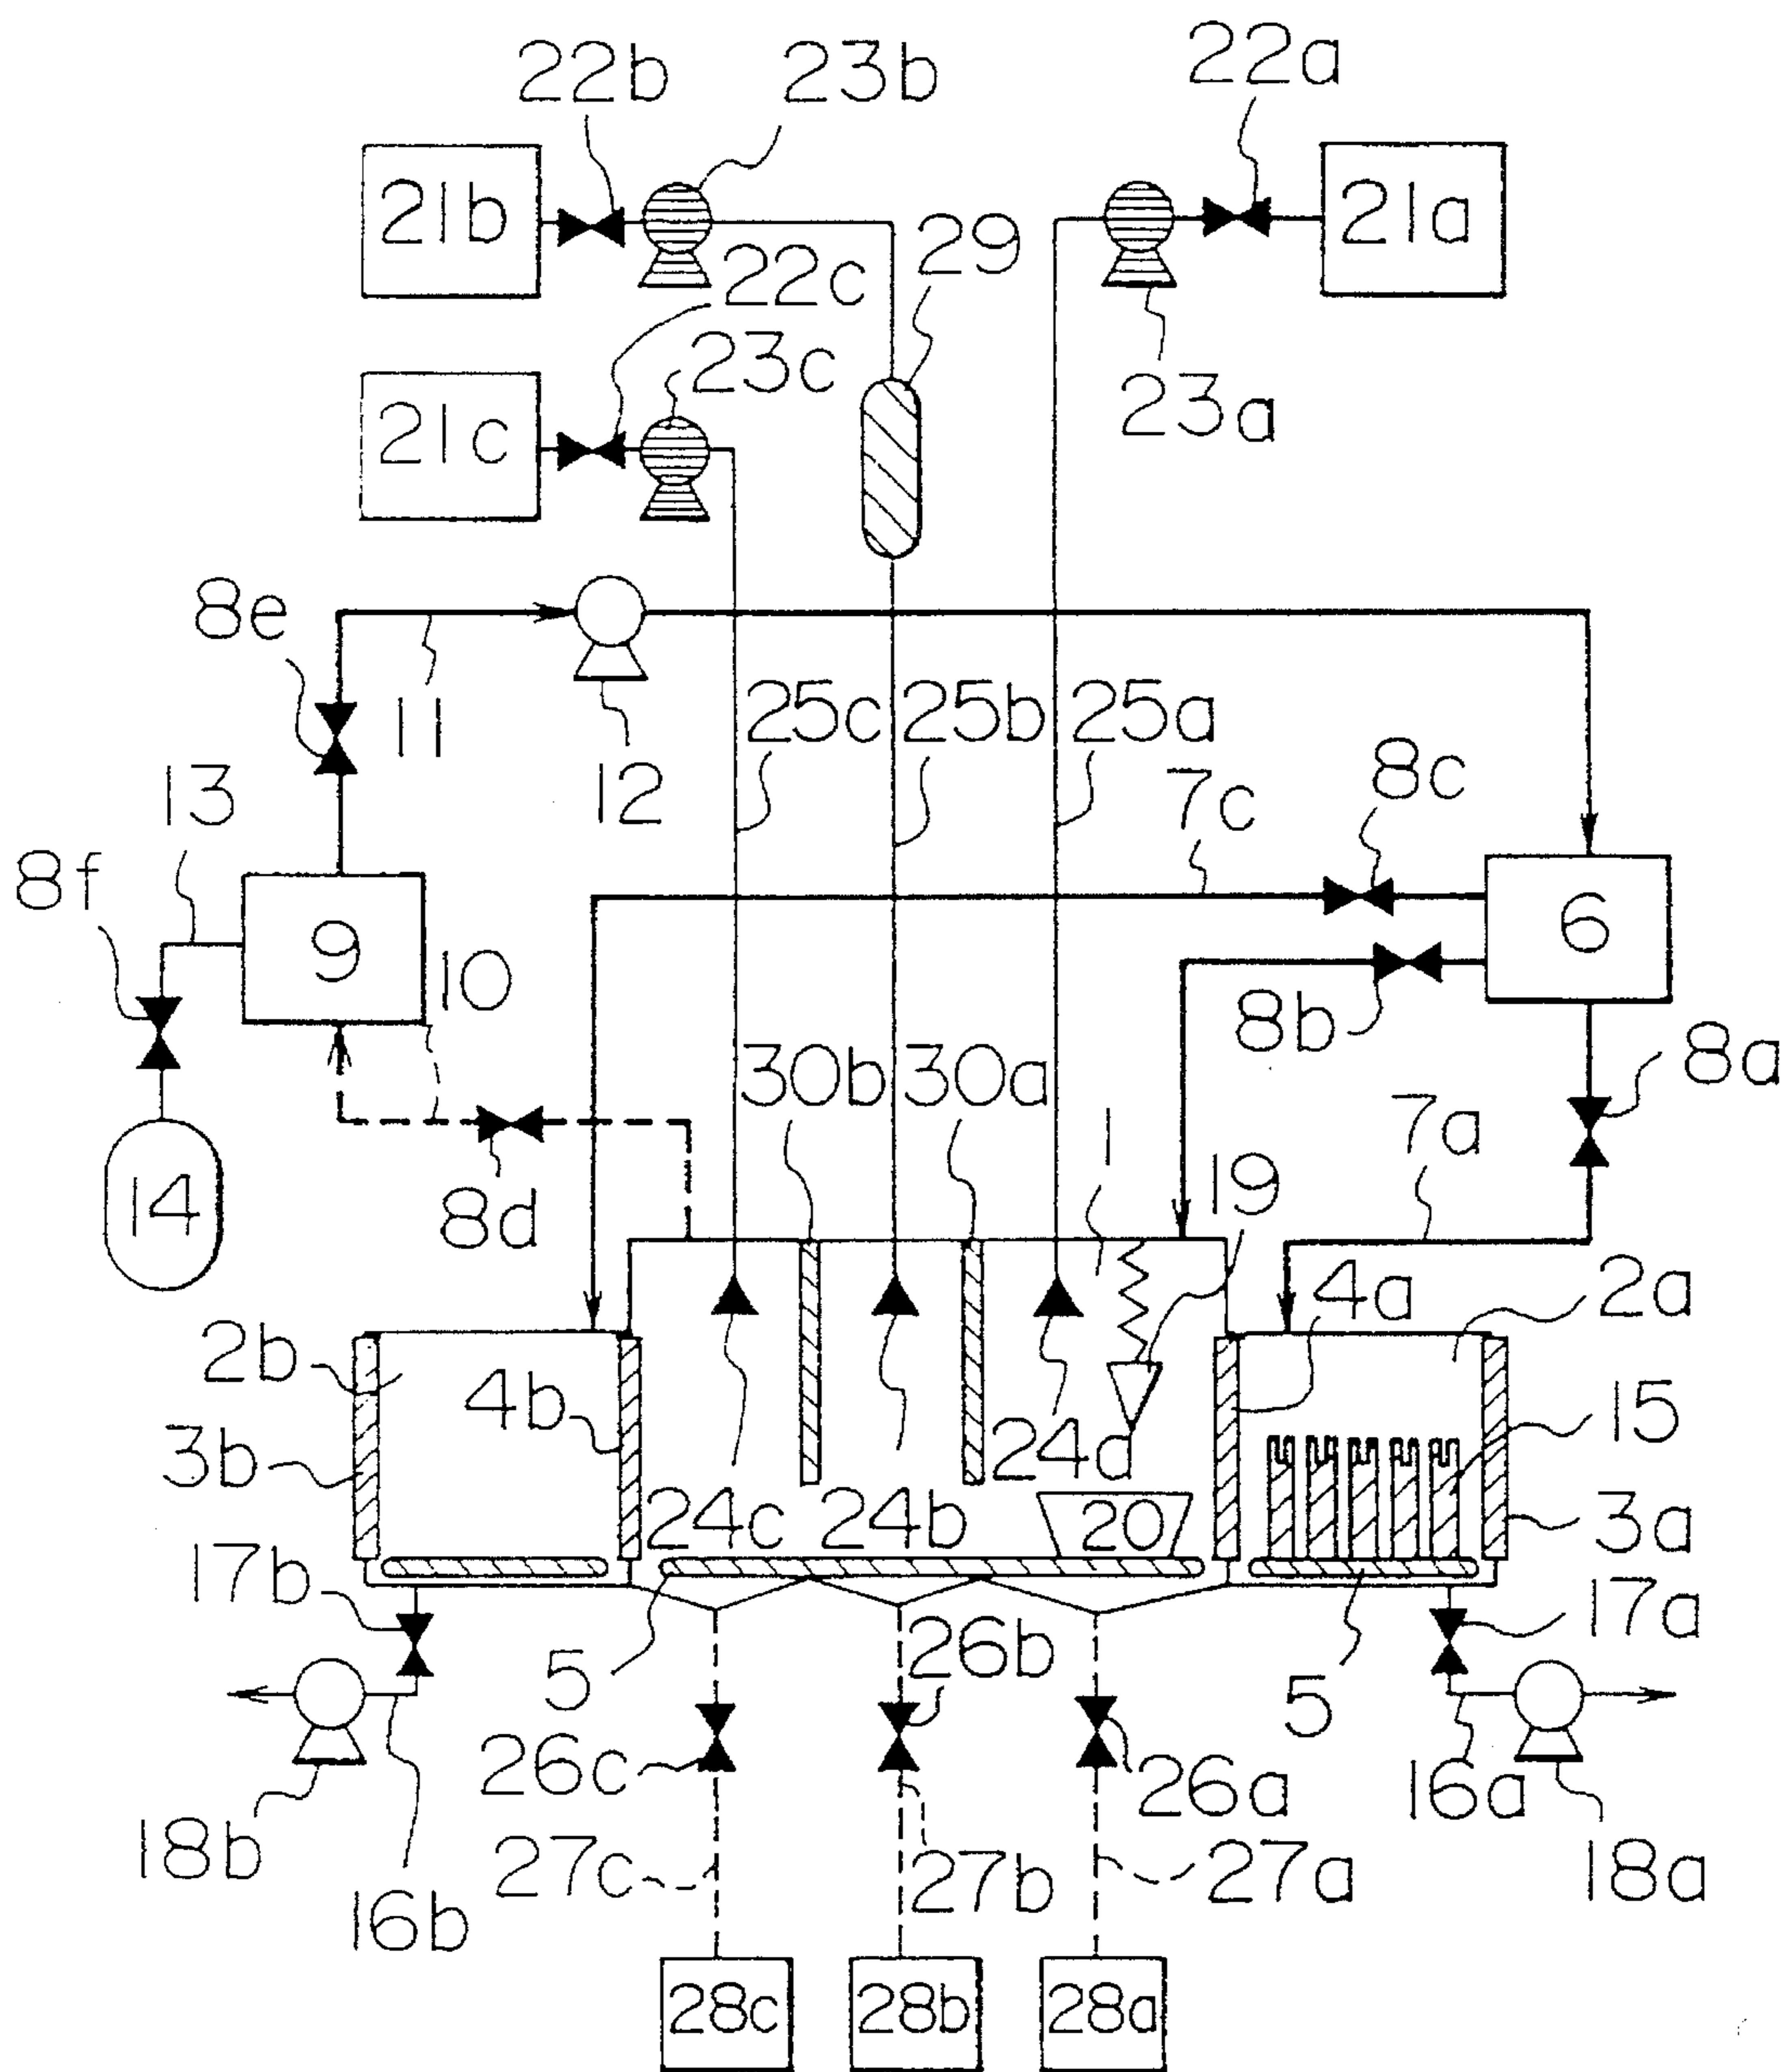 22b 23b 22a
21b 29 21a
22c
23c 23a
21c
8e
11 12 25c 25b 25a
13 7c 8c
8f 9 10 6
8b 8a
30b 30a 1 7a
14 8d 19
4a 2a
2b 4b 15
3b 24a
24c 24b 20 3a
17b 17a
5 26b 5
26c 26a 16a
18b 27c 27b 27a 18a
16b
28c 28b 28a